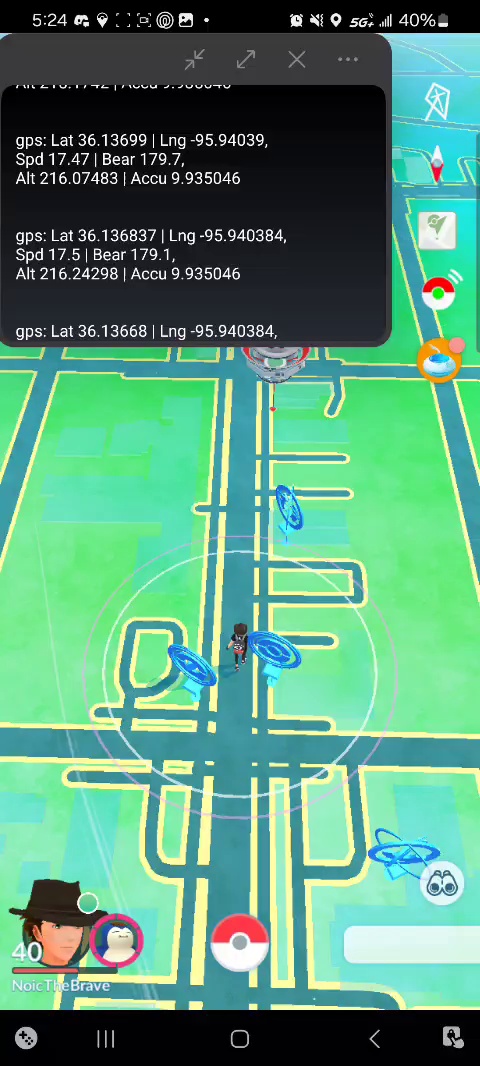 5:24
5G+
40%
gps: Lat 36.13699 | Lng -95.94039,
Spd 17.47 | Bear 179.7,
Alt 216.07483 | Accu 9.935046
gps: Lat 36.136837 | Lng -95.940384,
Spd 17.5 | Bear 179.1,
Alt 216.24298 | Accu 9.935046
gps: Lat 36.13668 | Lng -95.940384,
40
NoicTheBrave